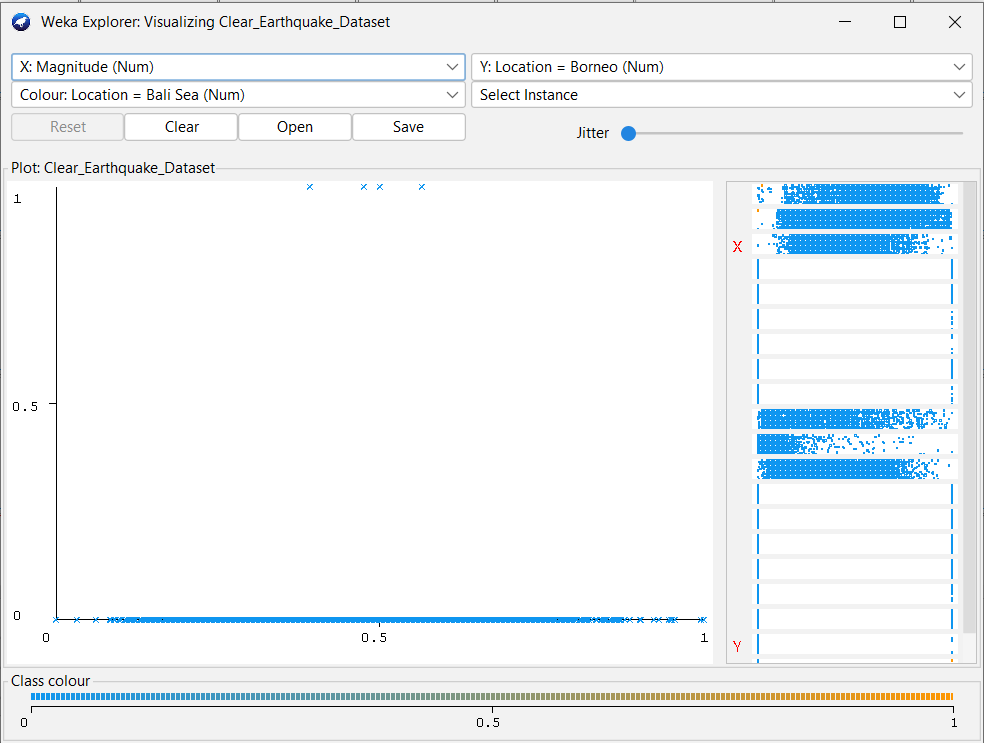 Weka Explorer: Visualizing Clear_Earthquake_Dataset
X: Magnitude (Num) Y: Location = Borneo (Num)
Colour: Location = Bali Sea (Num) Select Instance
Reset Clear Open Save Jitter
Plot: Clear_Earthquake_Dataset
1
X
0.5
0
0 0.5 1
Y
Class colour
0 0.5 1